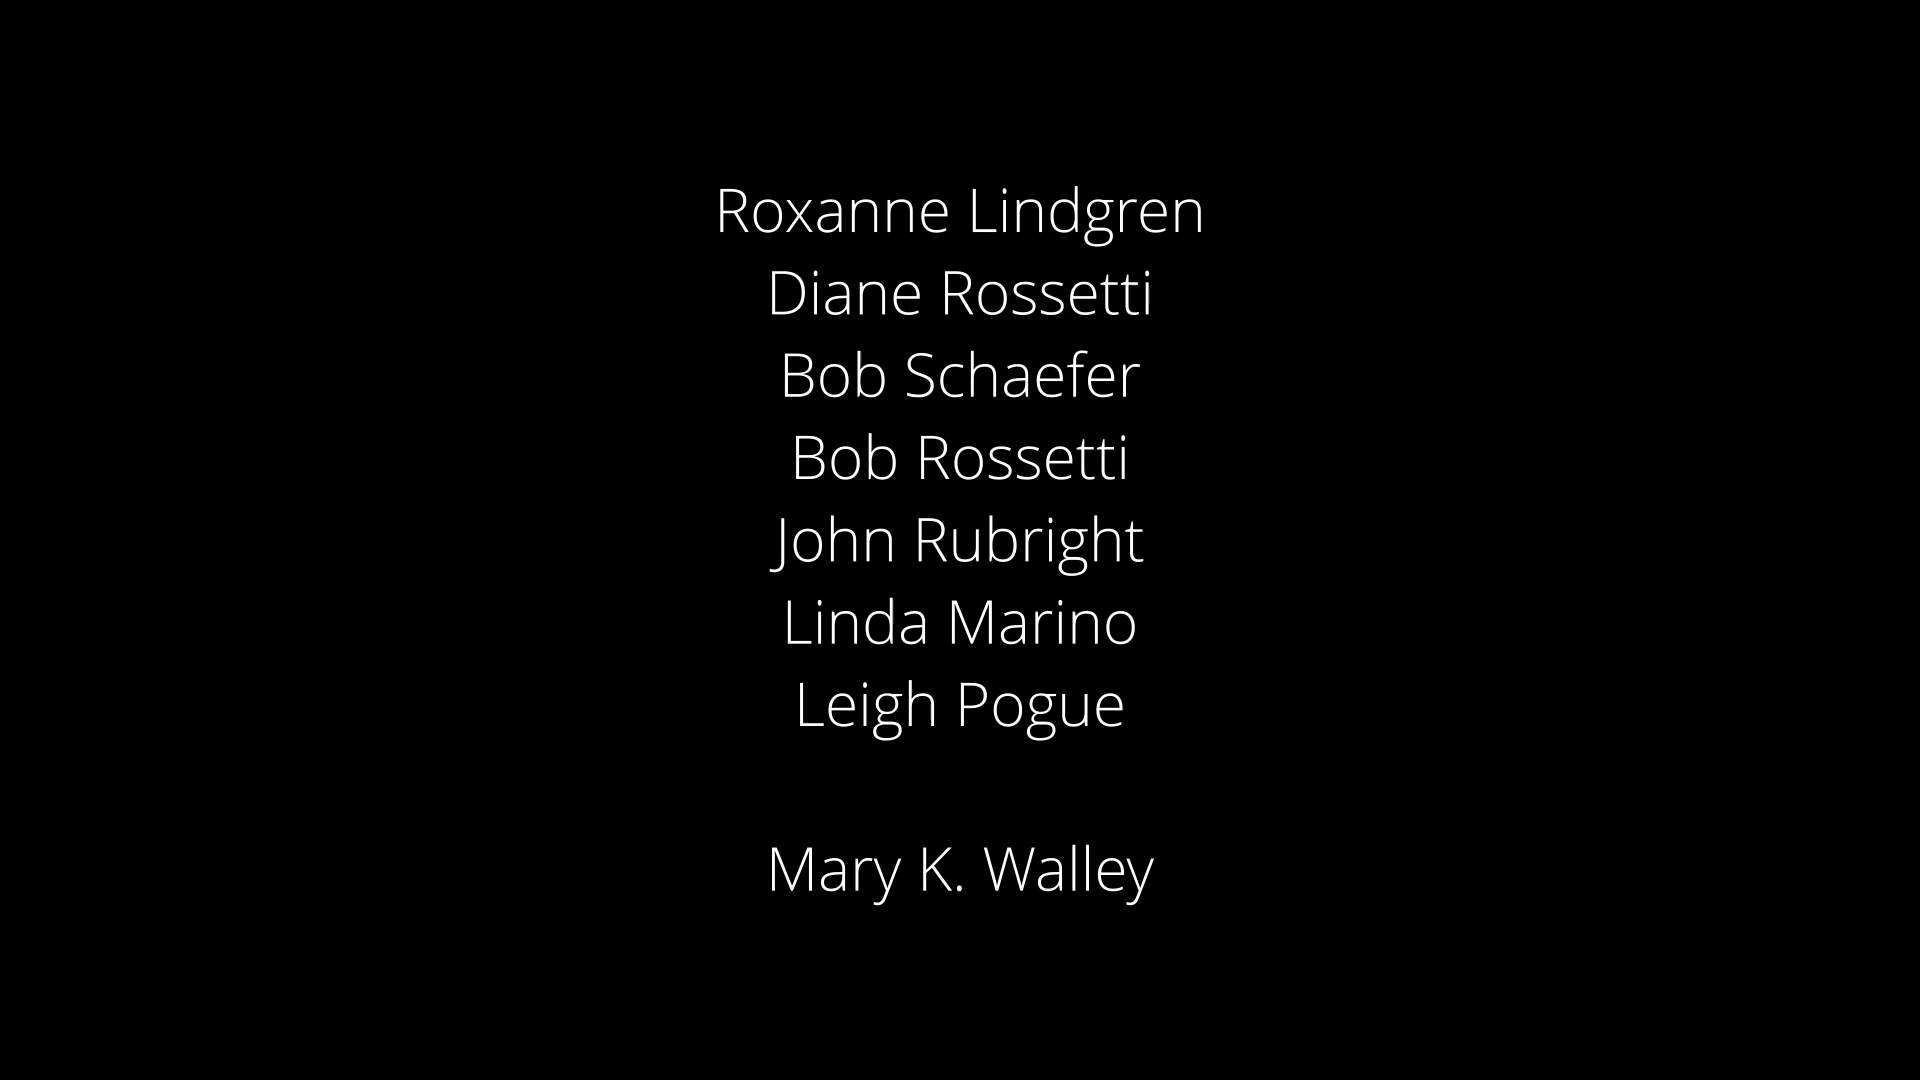 Roxanne Lindgren
Diane Rossetti
Bob Schaefer
Bob Rossetti
John Rubright
Linda Marino
Leigh Pogue
Mary K. Walley